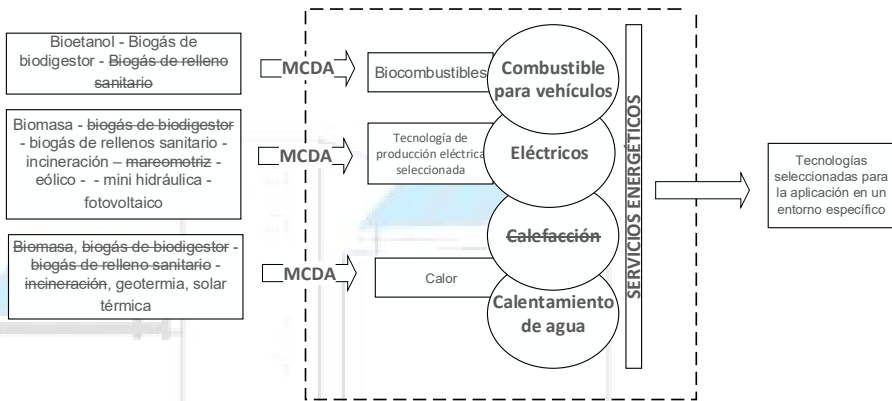 Bioetanol - Biogás de
biodigestor - Biogás de relleno
sanitario
MCDA
Biocombustibles
Combustible
para vehículos
Biomasa - biogás de biodigestor
- biogás de rellenos sanitario -
incineración – mareomotriz -
eólico - - mini hidráulica -
fotovoltaico
MCDA
Tecnología de
producción eléctrica
seleccionada
Eléctricos
Biomasa, biogás de biodigestor -
biogás de relleno sanitario -
incineración, geotermia, solar
térmica
MCDA
Calor
Calefacción
Calentamiento
de agua
SERVICIOS ENERGÉTICOS
Tecnologías
seleccionadas para
la aplicación en un
entorno específico